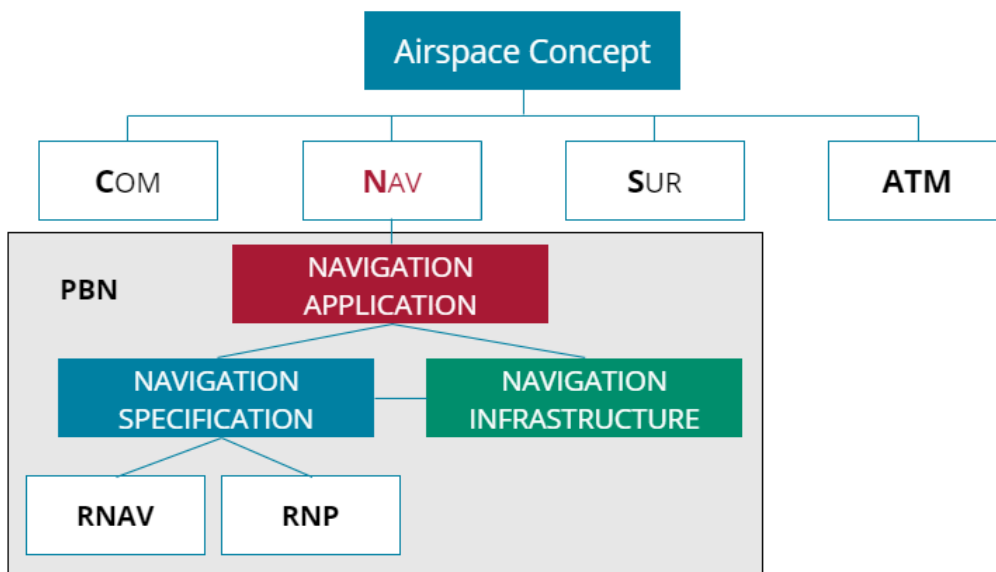 Airspace Concept
COM
NAV
SUR
ATM
PBN
NAVIGATION
APPLICATION
NAVIGATION
SPECIFICATION
NAVIGATION
INFRASTRUCTURE
RNAV
RNP